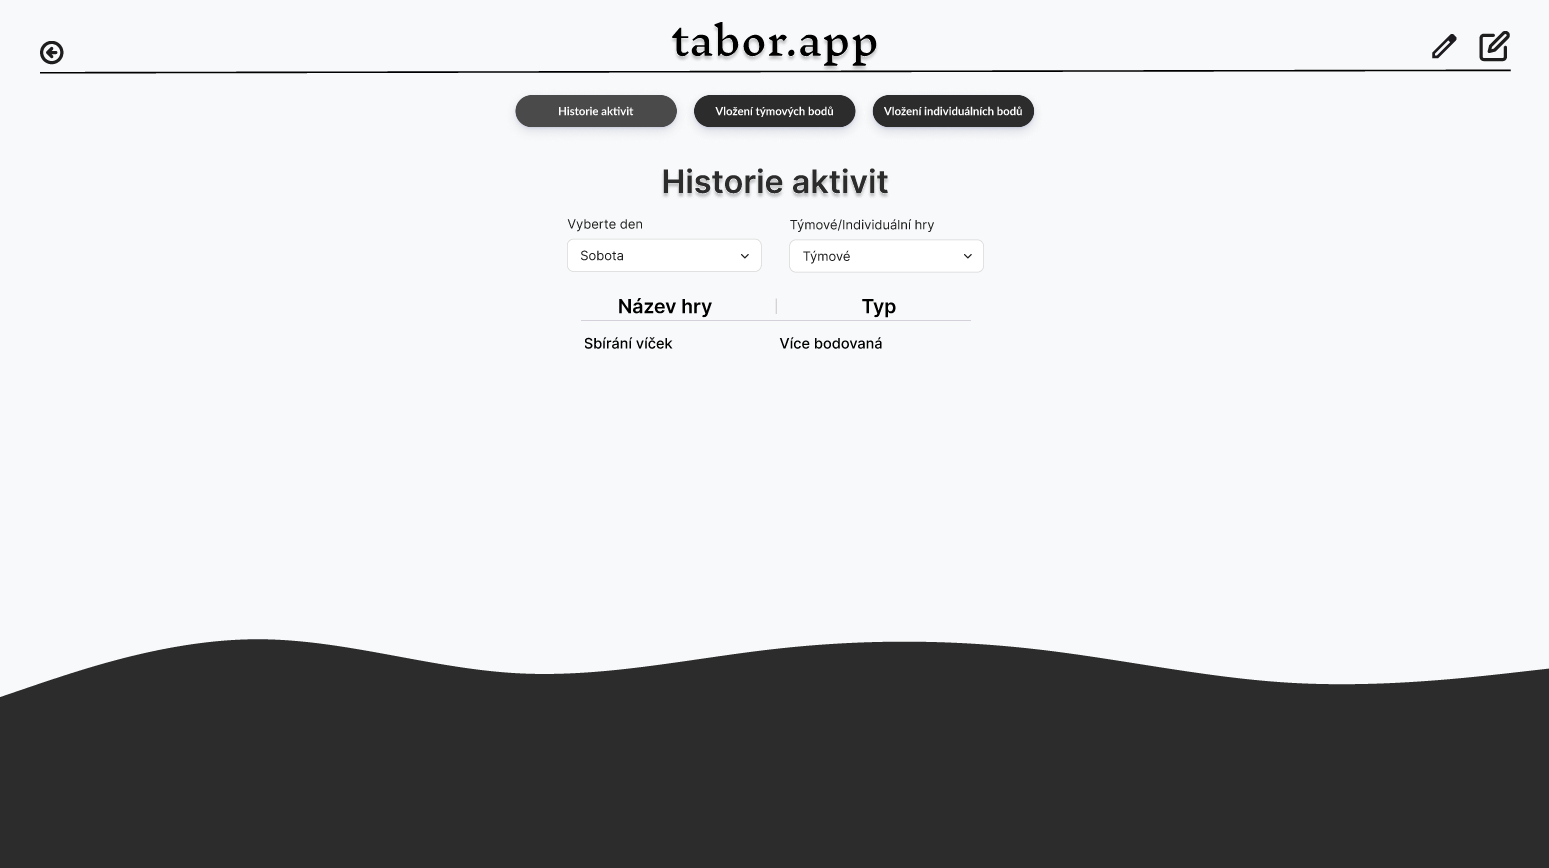 tabor.app
Historie aktivit
Vložení týmových bodů
Vložení individuálních bodů
Historie aktivit
Vyberte den
Týmové/Individuální hry
Sobota
Týmové
Název hry
Typ
Sbírání víček
Více bodovaná